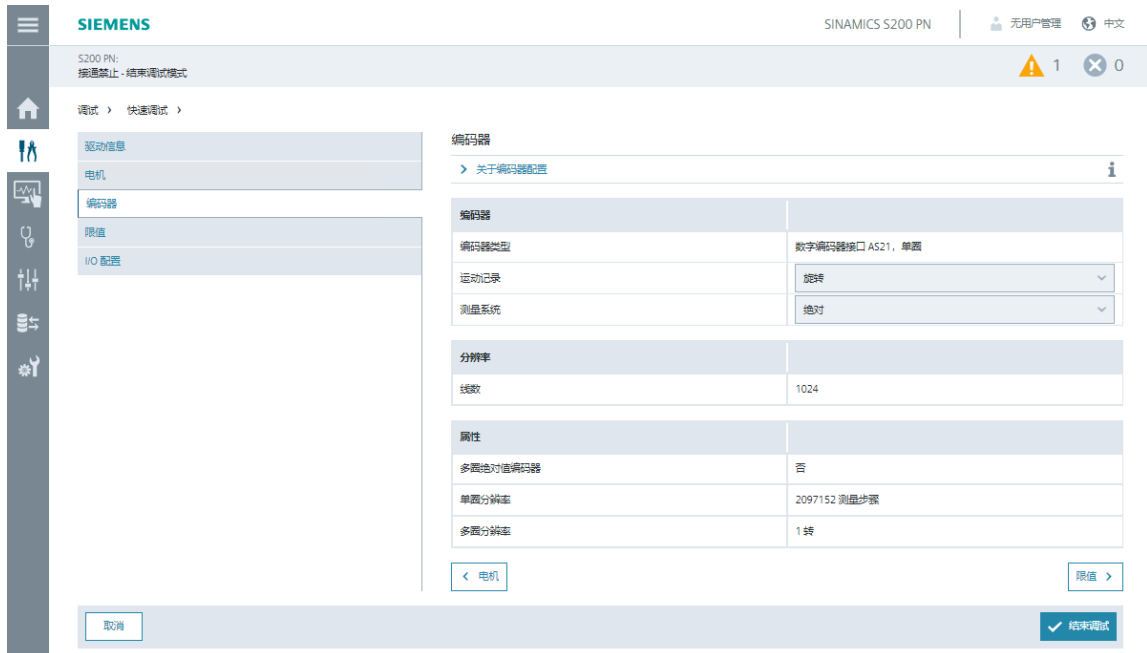 SIEMENS
SINAMICS S200 PN
无用户管理
中文
S200 PN:
接通禁止 - 结束调试模式
1
0
调试 › 快速调试 ›
驱动信息
电机
编码器
限值
I/O 配置
编码器
关于编码器配置
编码器
编码器类型 数字编码器接口 AS21，单圈
运动记录 旋转
测量系统 绝对
分辨率
线数 1024
属性
多圈绝对值编码器 否
单圈分辨率 2097152 测量步骤
多圈分辨率 1 转
电机
限值
取消
结束调试